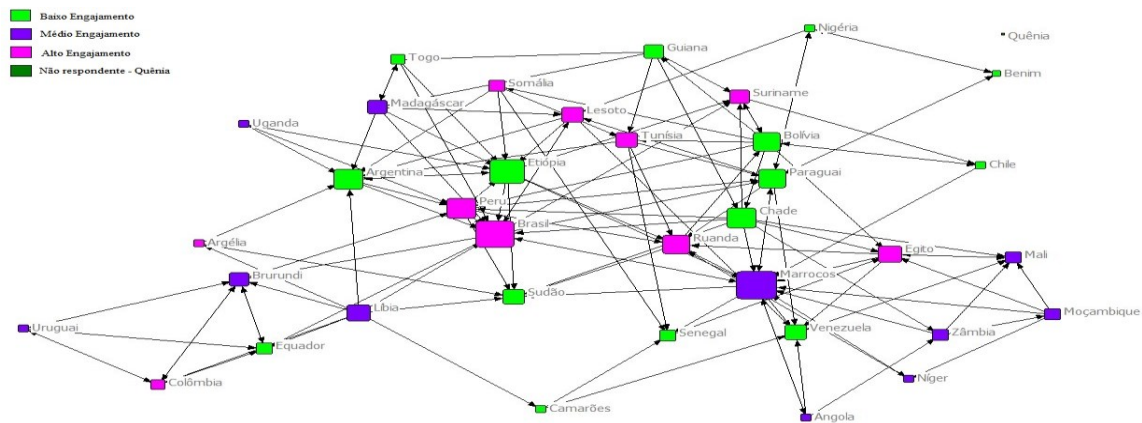 Baixo Engajamento
Médio Engajamento
Alto Engajamento
Não respondente - Quênia
Nigéria
Quênia
Togo
Guiana
Benim
Somália
Suriname
Madagáscar
Lesoto
Uganda
Tunísia
Bolívia
Etiópia
Chile
Argentina
Paraguai
Peru
Chade
Brasil
Argélia
Ruanda
Egito
Mali
Brurundi
Marrocos
Sudão
Líbia
Moçambique
Uruguai
Senegal
Venezuela
Zâmbia
Equador
Níger
Colômbia
Camarões
Angola